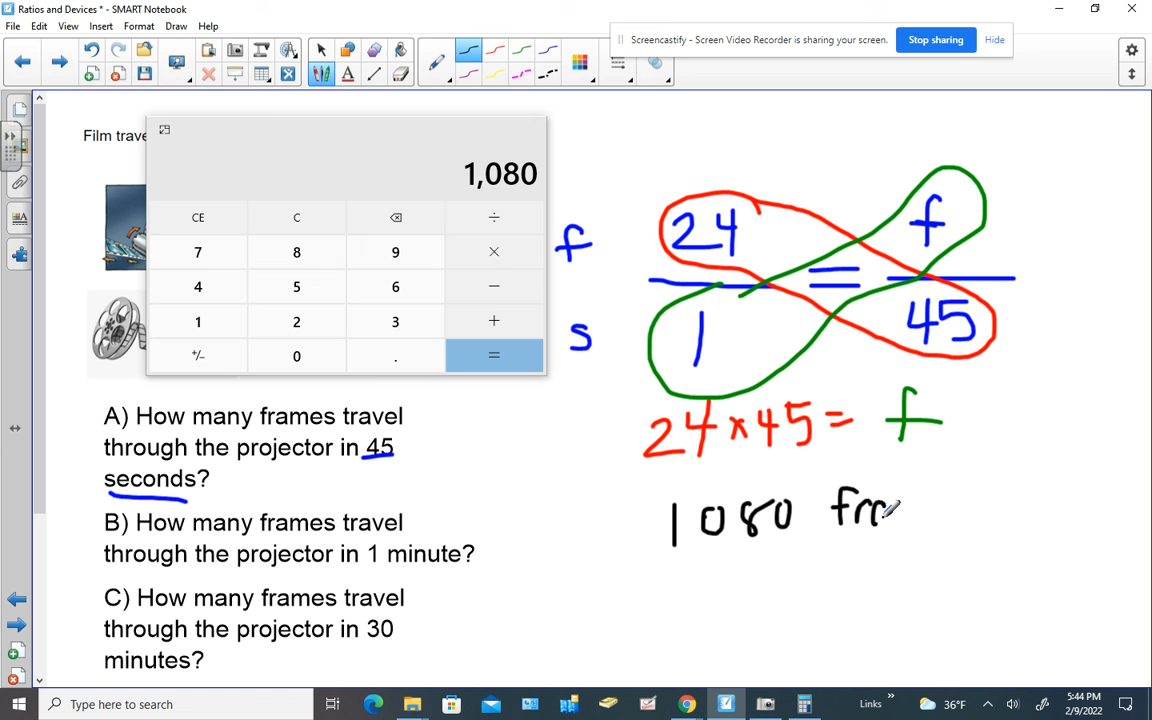 Ratios and Devices * - SMART Notebook
File Edit View Insert Format Draw Help
Screencastify - Screen Video Recorder is sharing your screen. Stop sharing Hide
Film trave
1,080
CE C ÷
7 8 9 ×
4 5 6 −
1 2 3 +
+/− 0 . =
f 24 = f
s 1 45
24 × 45 = f
1080 fra
A) How many frames travel
through the projector in 45
seconds?
B) How many frames travel
through the projector in 1 minute?
C) How many frames travel
through the projector in 30
minutes?
Type here to search
Links
36°F
5:44 PM
2/9/2022